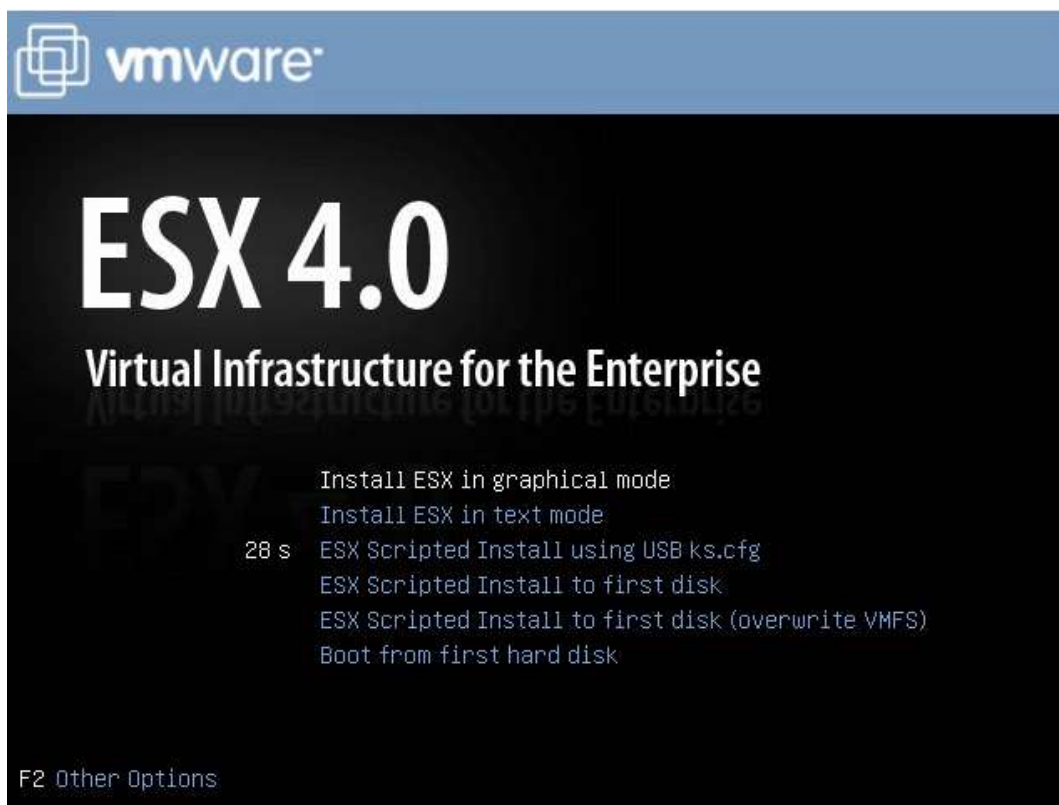 vmware
ESX 4.0
Virtual Infrastructure for the Enterprise
Install ESX in graphical mode
Install ESX in text mode
28 s ESX Scripted Install using USB ks.cfg
ESX Scripted Install to first disk
ESX Scripted Install to first disk (overwrite VMFS)
Boot from first hard disk
F2 Other Options